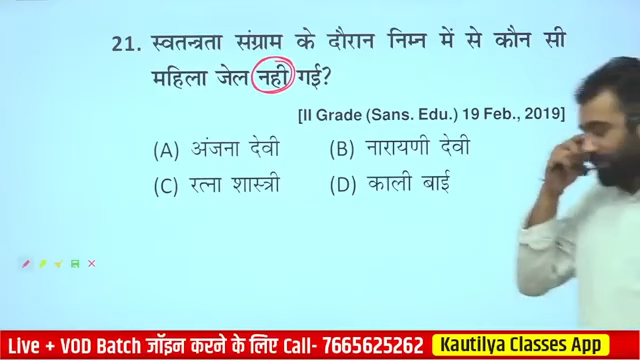 21. स्वतन्त्रता संग्राम के दौरान निम्न में से कौन सी
महिला जेल नही गई?
[II Grade (Sans. Edu.) 19 Feb., 2019]
(A) अंजना देवी (B) नारायणी देवी
(C) रत्ना शास्त्री (D) काली बाई
Live + VOD Batch जॉइन करने के लिए Call- 7665625262 Kautilya Classes App